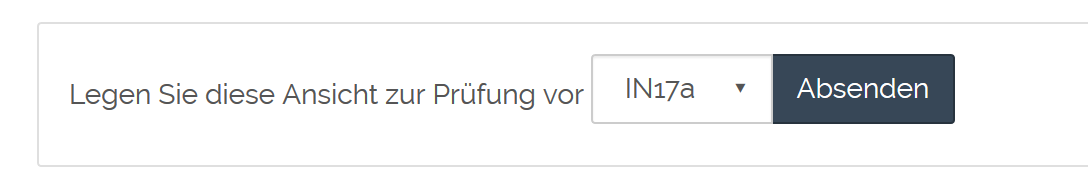 Legen Sie diese Ansicht zur Prüfung vor IN17a Absenden